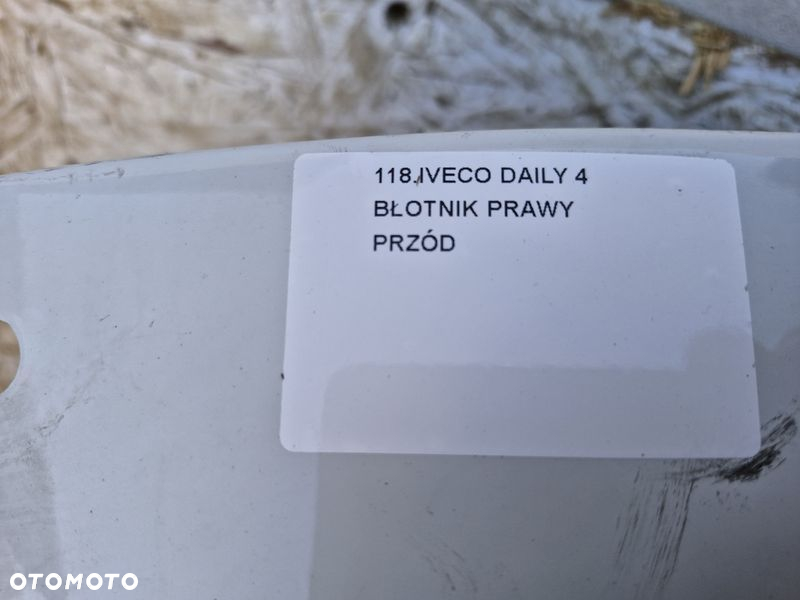 118.IVECO DAILY 4
BŁOTNIK PRAWY
PRZÓD
OTOMOTO